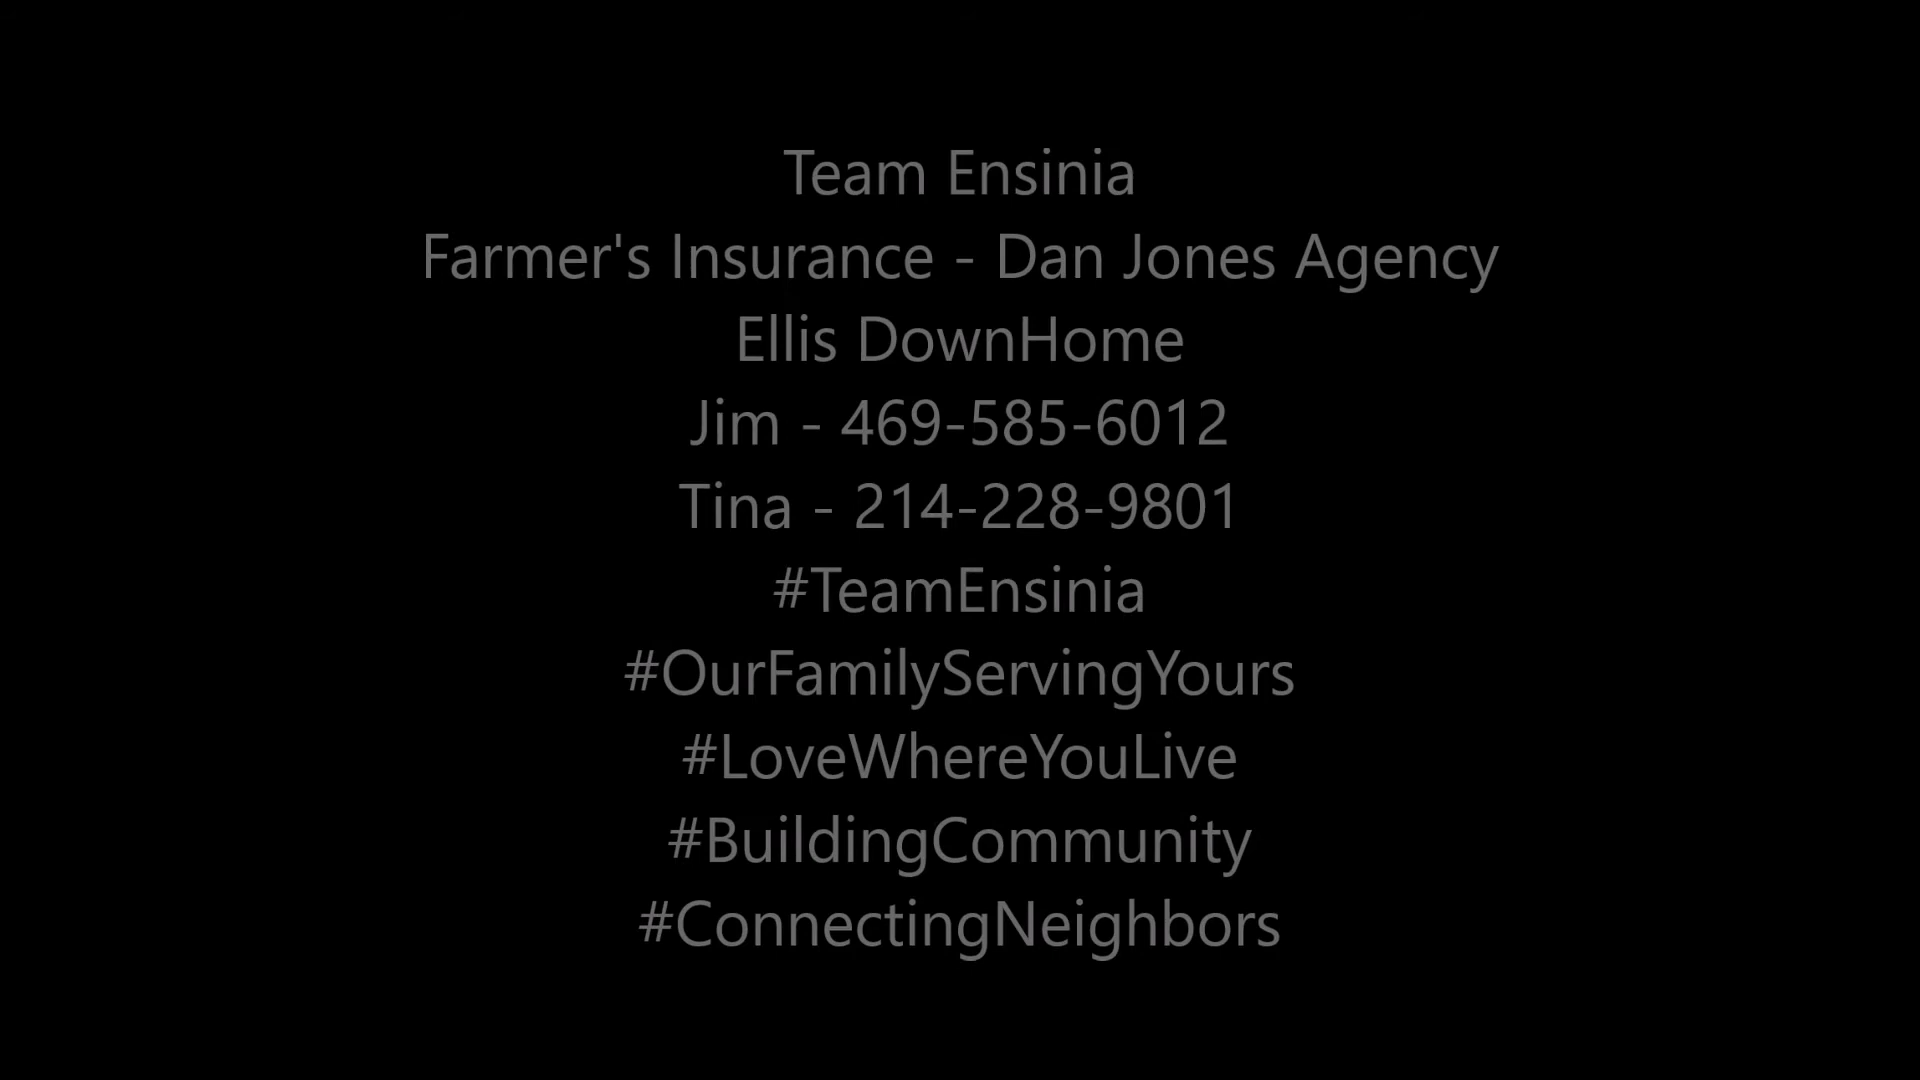 Team Ensinia
Farmer's Insurance - Dan Jones Agency
Ellis DownHome
Jim - 469-585-6012
Tina - 214-228-9801
#TeamEnsinia
#OurFamilyServingYours
#LoveWhereYouLive
#BuildingCommunity
#ConnectingNeighbors